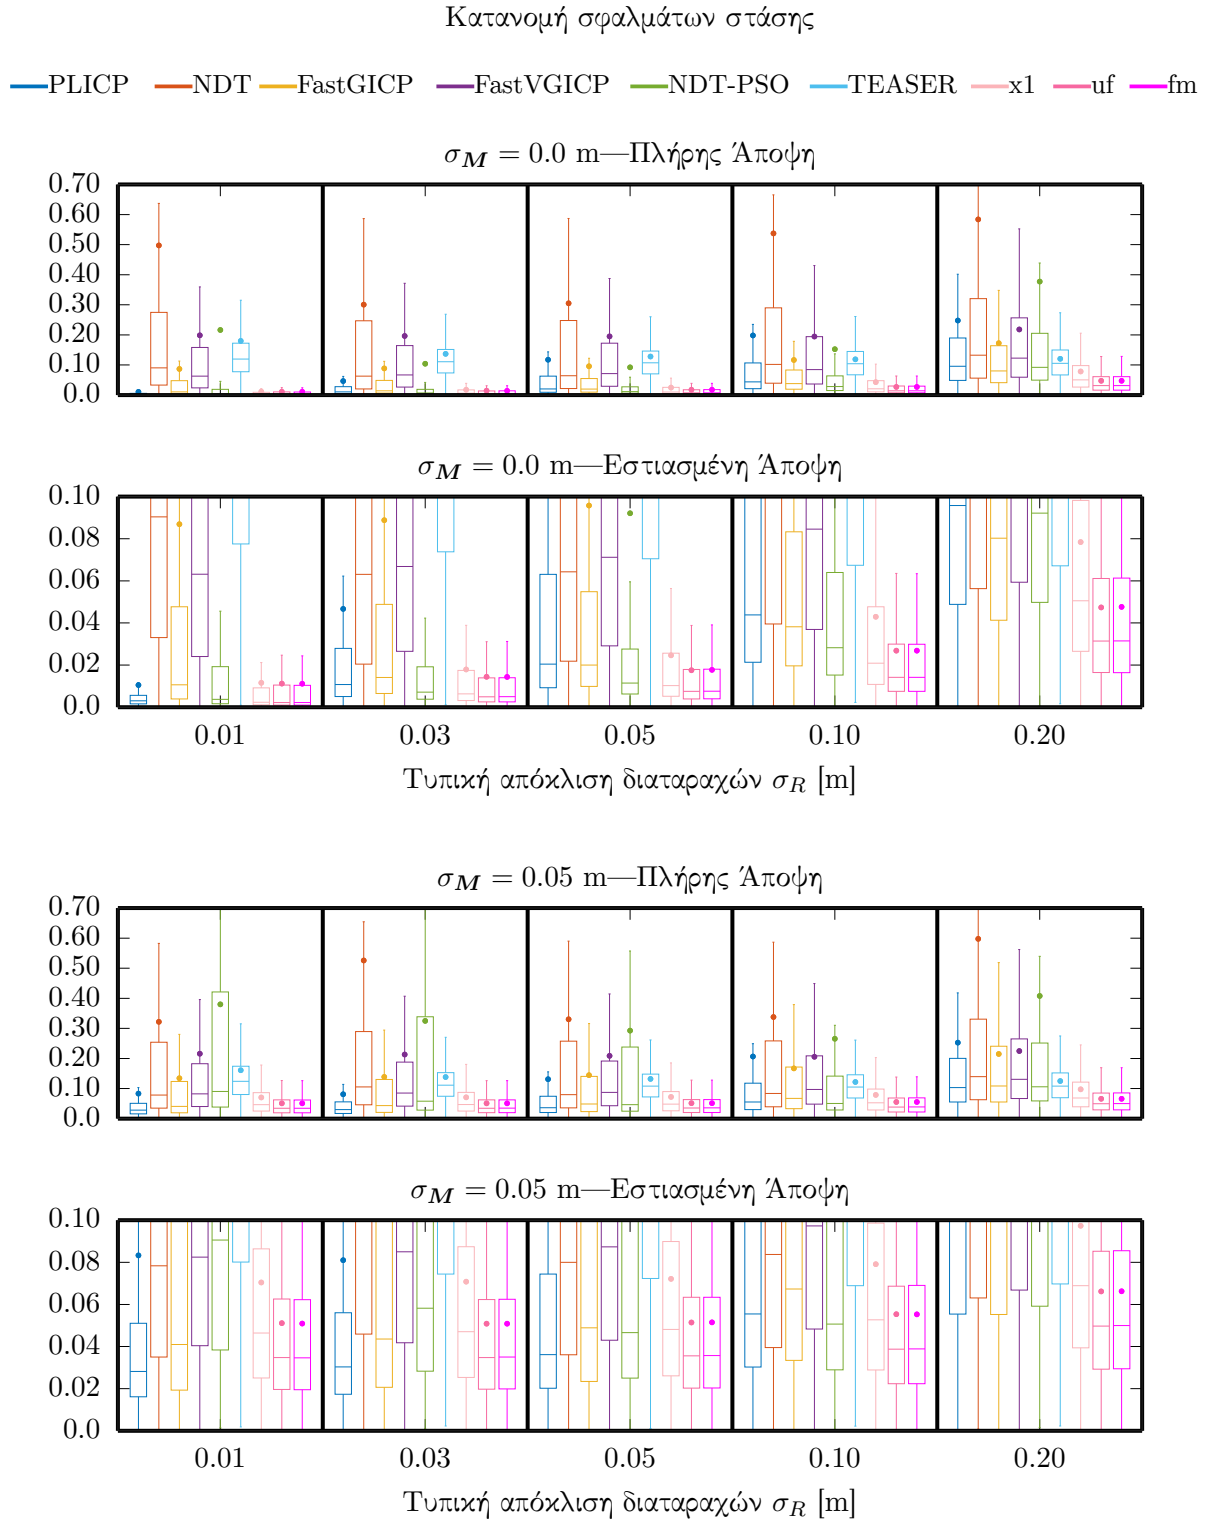 Κατανομή σφαλμάτων στάσης
PLICP NDT FastGICP FastVGICP NDT-PSO TEASER x1 uf fm
σ_M = 0.0 m—Πλήρης Άποψη
0.70
0.60
0.50
0.40
0.30
0.20
0.10
0.0
σ_M = 0.0 m—Εστιασμένη Άποψη
0.10
0.08
0.06
0.04
0.02
0.0
0.01 0.03 0.05 0.10 0.20
Τυπική απόκλιση διαταραχών σ_R [m]
σ_M = 0.05 m—Πλήρης Άποψη
0.70
0.60
0.50
0.40
0.30
0.20
0.10
0.0
σ_M = 0.05 m—Εστιασμένη Άποψη
0.10
0.08
0.06
0.04
0.02
0.0
0.01 0.03 0.05 0.10 0.20
Τυπική απόκλιση διαταραχών σ_R [m]